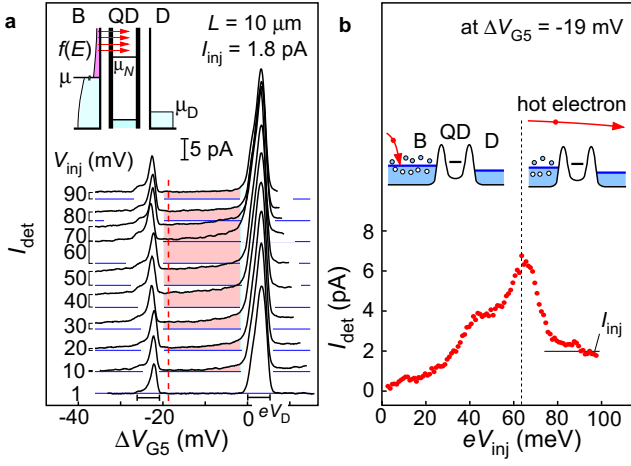 a
B QD D
L = 10 μm
I_inj = 1.8 pA
f(E)
μ
μ_N
μ_D
5 pA
V_inj (mV)
90
80
70
60
50
40
30
20
10
1
I_det
-40
-20
0
eV_D
ΔV_G5 (mV)
b
at ΔV_G5 = -19 mV
hot electron
B QD D
8
6
4
2
0
I_det (pA)
I_inj
0 20 40 60 80 100
eV_inj (meV)